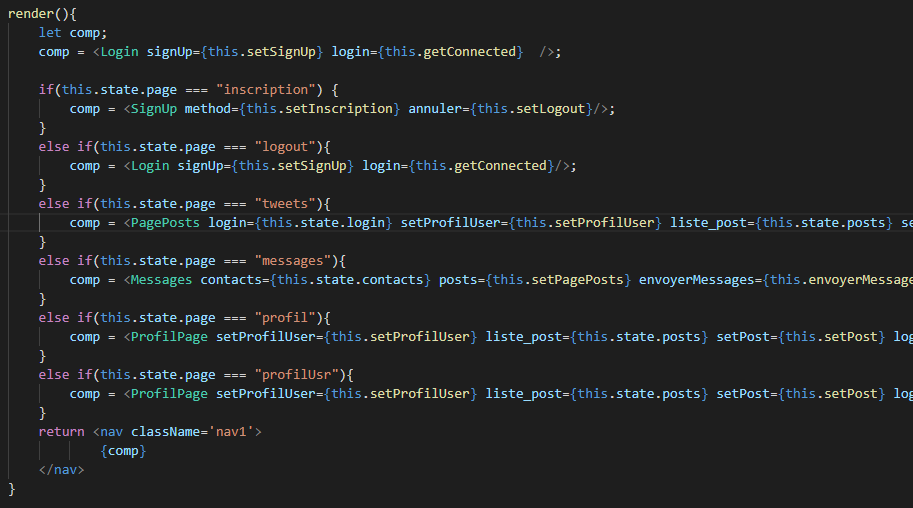 render(){
let comp;
comp = <Login signUp={this.setSignUp} login={this.getConnected}  />;
if(this.state.page === "inscription") {
comp = <SignUp method={this.setInscription} annuler={this.setLogout}/>;
}
else if(this.state.page === "logout"){
comp = <Login signUp={this.setSignUp} login={this.getConnected}/>;
}
else if(this.state.page === "tweets"){
comp = <PagePosts login={this.state.login} setProfilUser={this.setProfilUser} liste_post={this.state.posts} se
}
else if(this.state.page === "messages"){
comp = <Messages contacts={this.state.contacts} posts={this.setPagePosts} envoyerMessages={this.envoyerMessage
}
else if(this.state.page === "profil"){
comp = <ProfilPage setProfilUser={this.setProfilUser} liste_post={this.state.posts} setPost={this.setPost} log
}
else if(this.state.page === "profilUsr"){
comp = <ProfilPage setProfilUser={this.setProfilUser} liste_post={this.state.posts} setPost={this.setPost} log
}
return <nav className='nav1'>
{comp}
</nav>
}